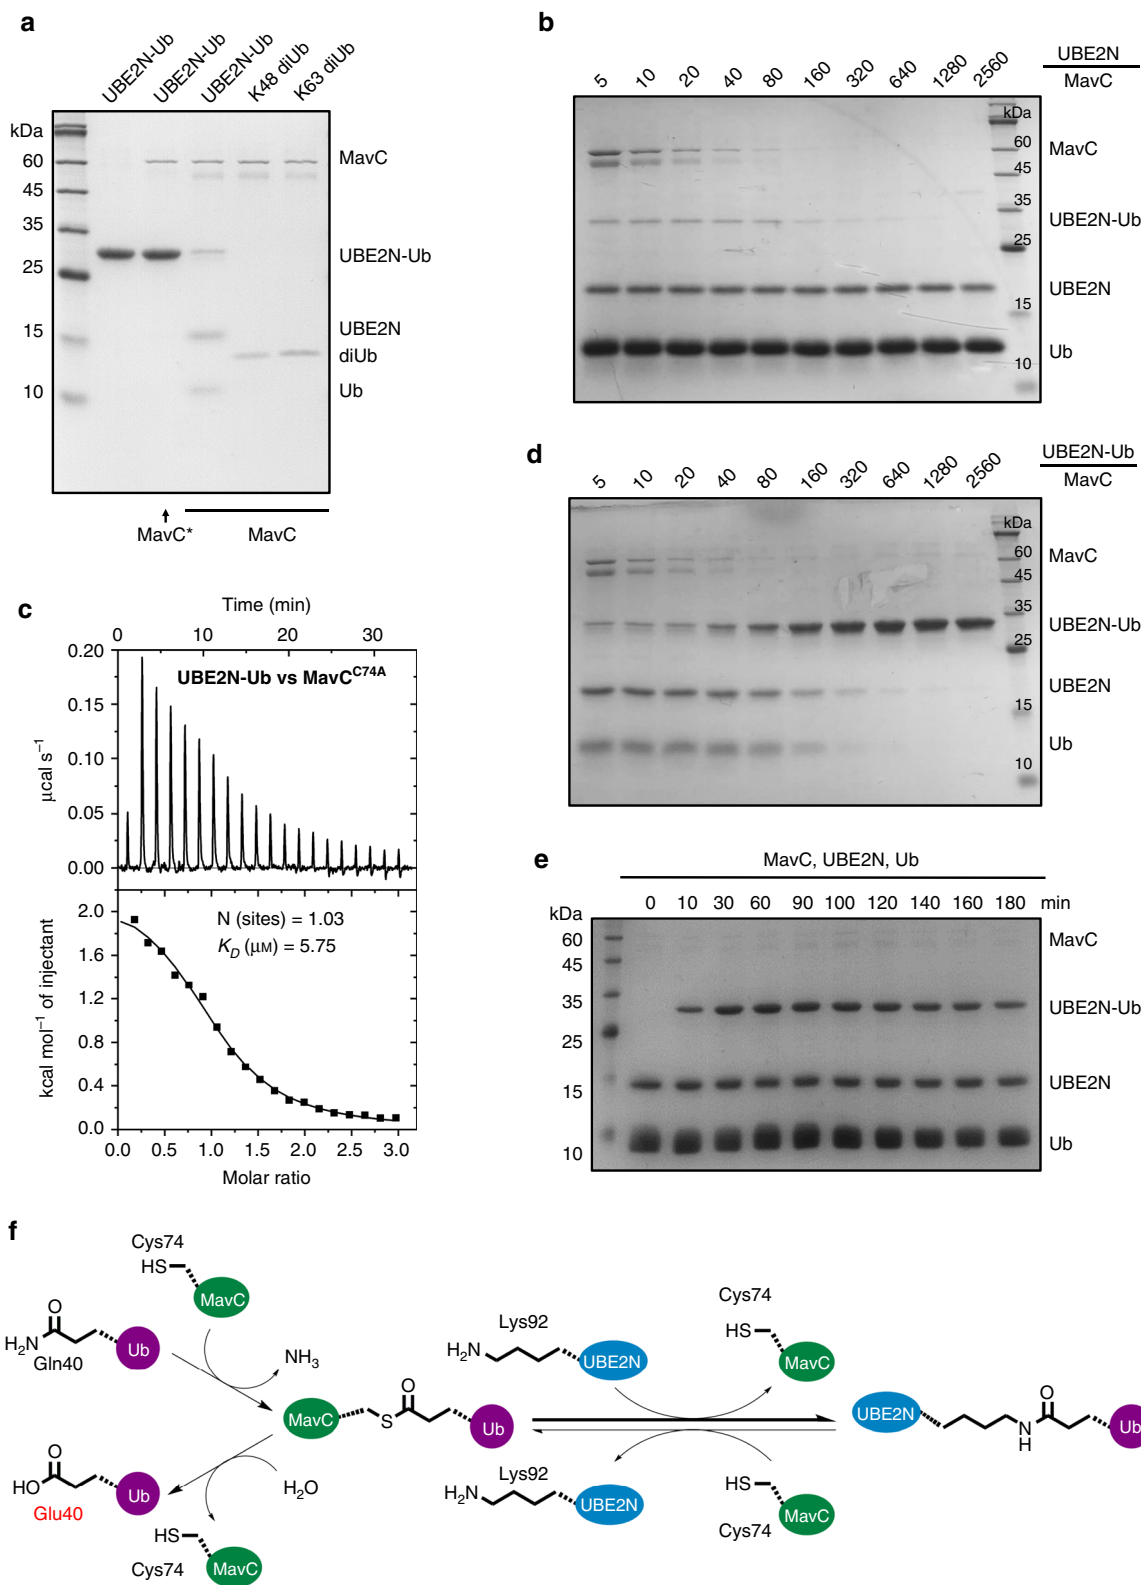 a
UBE2N-Ub
UBE2N-Ub
UBE2N-Ub
K48 diUb
K63 diUb
kDa
60
45
35
25
15
10
MavC
UBE2N-Ub
UBE2N
diUb
Ub
MavC*
MavC
b
5 10 20 40 80 160 320 640 1280 2560
UBE2N
MavC
kDa
60
45
35
25
15
10
MavC
UBE2N-Ub
UBE2N
Ub
c
Time (min)
0 10 20 30
UBE2N-Ub vs MavC^C74A
0.20
0.15
0.10
0.05
0.00
μcal s⁻¹
N (sites) = 1.03
K_D (μM) = 5.75
2.0
1.6
1.2
0.8
0.4
0.0
kcal mol⁻¹ of injectant
0.0 0.5 1.0 1.5 2.0 2.5 3.0
Molar ratio
d
5 10 20 40 80 160 320 640 1280 2560
UBE2N-Ub
MavC
kDa
60
45
35
25
15
10
MavC
UBE2N-Ub
UBE2N
Ub
e
MavC, UBE2N, Ub
0 10 30 60 90 100 120 140 160 180 min
kDa
60
45
35
25
15
10
MavC
UBE2N-Ub
UBE2N
Ub
f
Cys74
HS
MavC
O
H₂N
Gln40
Ub
NH₃
MavC
S
O
Ub
O
HO
Glu40
Ub
H₂O
HS
Cys74
MavC
Lys92
H₂N
UBE2N
Cys74
HS
MavC
Lys92
H₂N
UBE2N
HS
Cys74
MavC
UBE2N
N
H
O
Ub